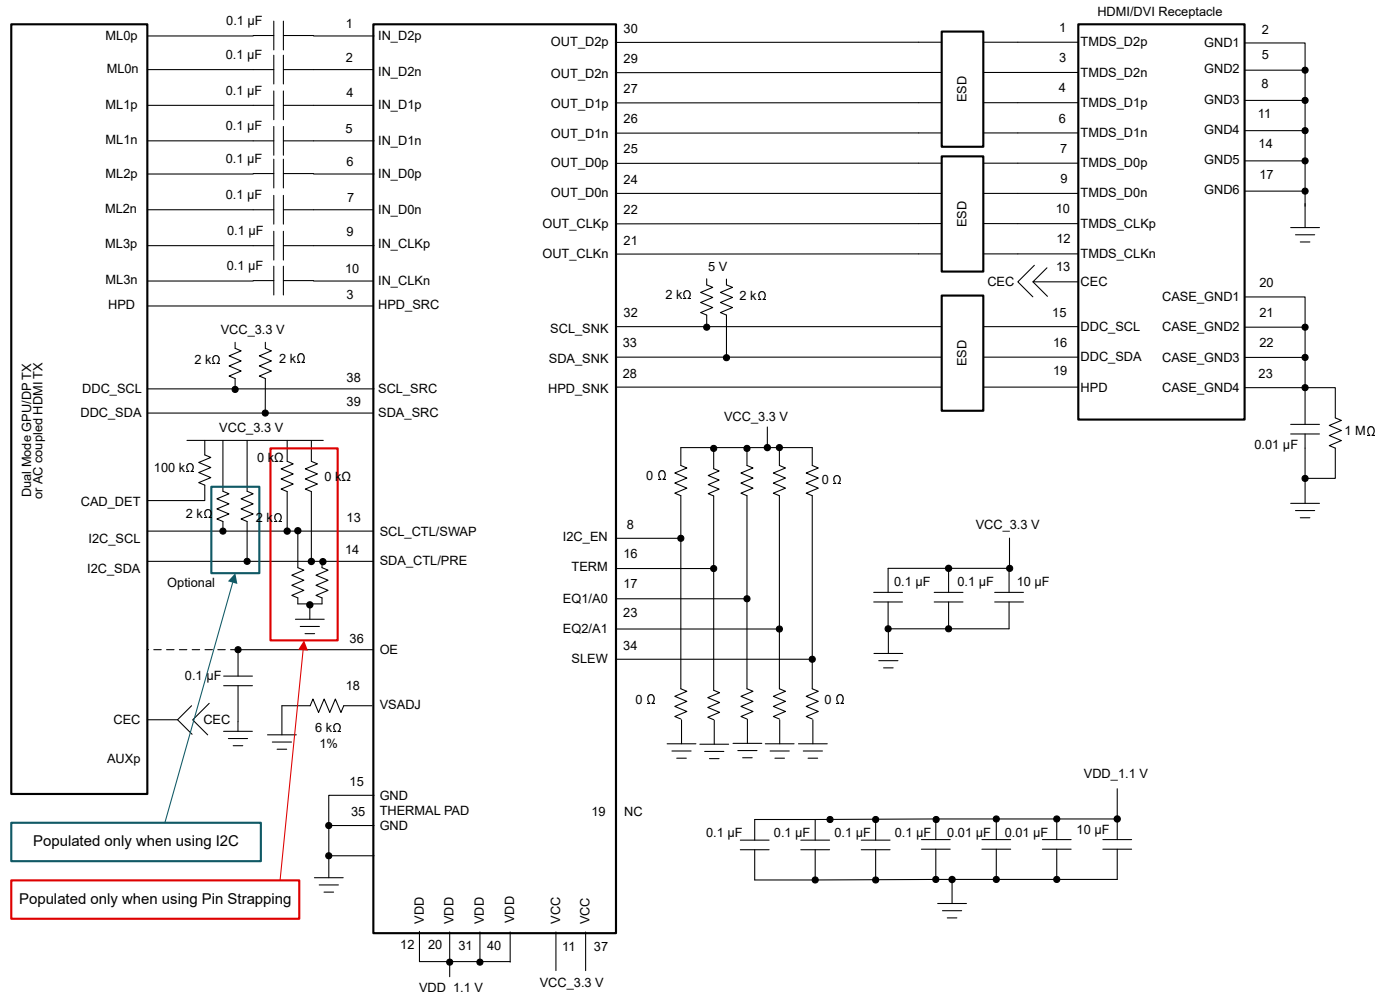 HDMI/DVI Receptacle
ML0p 0.1 µF 1 IN_D2p
ML0n 0.1 µF 2 IN_D2n
ML1p 0.1 µF 4 IN_D1p
ML1n 0.1 µF 5 IN_D1n
ML2p 0.1 µF 6 IN_D0p
ML2n 0.1 µF 7 IN_D0n
ML3p 0.1 µF 9 IN_CLKp
ML3n 0.1 µF 10 IN_CLKn
HPD 3 HPD_SRC
VCC_3.3 V
2 kΩ 2 kΩ
DDC_SCL 38 SCL_SRC
DDC_SDA 39 SDA_SRC
VCC_3.3 V
100 kΩ 0 kΩ 0 kΩ
CAD_DET
2 kΩ 2 kΩ
I2C_SCL 13 SCL_CTL/SWAP
I2C_SDA 14 SDA_CTL/PRE
Optional
36 OE
0.1 µF
18 VSADJ
6 kΩ
1%
CEC CEC
AUXp
Dual Mode GPU/DP TX
or AC coupled HDMI TX
15 GND
35 THERMAL PAD
GND
Populated only when using I2C
Populated only when using Pin Strapping
VDD VDD VDD VDD VCC VCC
12 20 31 40 11 37
VDD_1.1 V VCC_3.3 V
OUT_D2p 30
OUT_D2n 29
OUT_D1p 27
OUT_D1n 26
OUT_D0p 25
OUT_D0n 24
OUT_CLKp 22
OUT_CLKn 21
5 V
2 kΩ 2 kΩ
SCL_SNK 32
SDA_SNK 33
HPD_SNK 28
ESD
ESD
ESD
VCC_3.3 V
0 Ω 0 Ω
I2C_EN 8
TERM 16
EQ1/A0 17
EQ2/A1 23
SLEW 34
0 Ω 0 Ω
19 NC
1 TMDS_D2p
3 TMDS_D2n
4 TMDS_D1p
6 TMDS_D1n
7 TMDS_D0p
9 TMDS_D0n
10 TMDS_CLKp
12 TMDS_CLKn
CEC 13 CEC
15 DDC_SCL
16 DDC_SDA
19 HPD
GND1 2
GND2 5
GND3 8
GND4 11
GND5 14
GND6 17
CASE_GND1 20
CASE_GND2 21
CASE_GND3 22
CASE_GND4 23
0.01 µF 1 MΩ
VCC_3.3 V
0.1 µF 0.1 µF 10 µF
VDD_1.1 V
0.1 µF 0.1 µF 0.1 µF 0.1 µF 0.01 µF 0.01 µF 10 µF